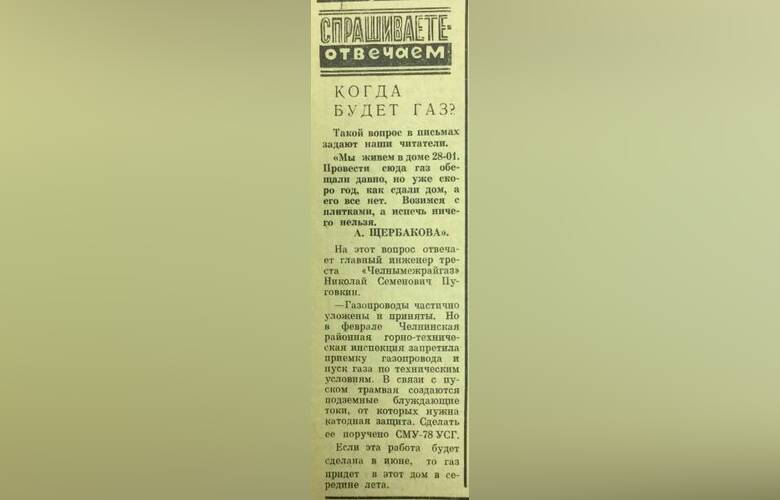 СПРАШИВАЕТЕ-
ОТВЕЧАЕМ
КОГДА
БУДЕТ ГАЗ?
Такой вопрос в письмах
задают наши читатели.
«Мы живем в доме 28-01.
Провести сюда газ обе-
щали давно, но уже ско-
ро год, как сдали дом, а
его все нет. Возимся с
плитками, а испечь ниче-
го нельзя.
А. ЩЕРБАКОВА».
На этот вопрос отвеча-
ет главный инженер тре-
ста «Челнымежрайгаз»
Николай Семенович Пу-
говкин.
—Газопроводы частично
уложены и приняты. Но
в феврале Челнинская
районная горно-техниче-
ская инспекция запретила
приемку газопровода и
пуск газа по техническим
условиям. В связи с пу-
ском трамвая создаются
подземные блуждающие
токи, от которых нужна
катодная защита. Сделать
ее поручено СМУ-78 УСГ.
Если эта работа будет
сделана в июне, то газ
придет в этот дом в се-
редине лета.